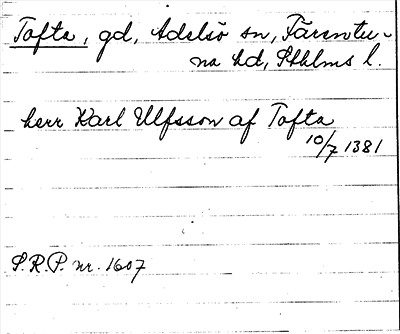 Tofta, gd, Adelsö sn, Färentu-
na hd, Sthlms l.
herr Karl Ulfsson af Tofta
10/7 1381
S.R.P. nr. 1607